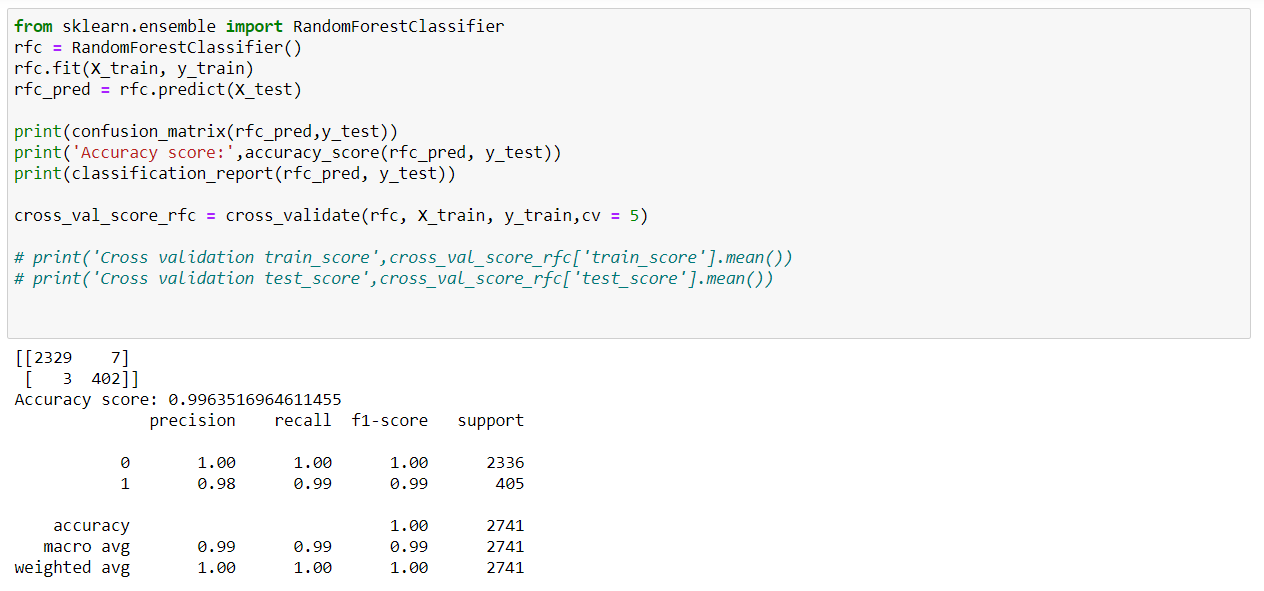 from sklearn.ensemble import RandomForestClassifier
rfc = RandomForestClassifier()
rfc.fit(X_train, y_train)
rfc_pred = rfc.predict(X_test)

print(confusion_matrix(rfc_pred,y_test))
print('Accuracy score:',accuracy_score(rfc_pred, y_test))
print(classification_report(rfc_pred, y_test))

cross_val_score_rfc = cross_validate(rfc, X_train, y_train,cv = 5)

# print('Cross validation train_score',cross_val_score_rfc['train_score'].mean())
# print('Cross validation test_score',cross_val_score_rfc['test_score'].mean())

[[2329    7]
 [   3  402]]
Accuracy score: 0.9963516964611455
              precision    recall  f1-score   support

           0       1.00      1.00      1.00      2336
           1       0.98      0.99      0.99       405

    accuracy                           1.00      2741
   macro avg       0.99      0.99      0.99      2741
weighted avg       1.00      1.00      1.00      2741